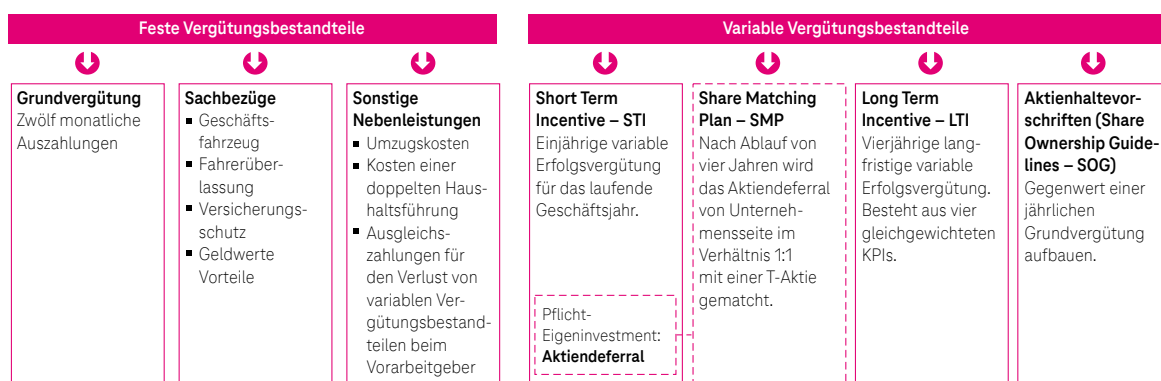 Feste Vergütungsbestandteile
Variable Vergütungsbestandteile
Grundvergütung
Zwölf monatliche
Auszahlungen
Sachbezüge
▪ Geschäfts-
fahrzeug
▪ Fahrerüber-
lassung
▪ Versicherungs-
schutz
▪ Geldwerte
Vorteile
Sonstige
Nebenleistungen
▪ Umzugskosten
▪ Kosten einer
doppelten Haus-
haltsführung
▪ Ausgleichs-
zahlungen für
den Verlust von
variablen Ver-
gütungsbestand-
teilen beim
Vorarbeitgeber
Short Term
Incentive – STI
Einjährige variable
Erfolgsvergütung
für das laufende
Geschäftsjahr.
Pflicht-
Eigeninvestment:
Aktiendeferral
Share Matching
Plan – SMP
Nach Ablauf von
vier Jahren wird
das Aktiendeferral
von Unterneh-
mensseite im
Verhältnis 1:1
mit einer T-Aktie
gematcht.
Long Term
Incentive – LTI
Vierjährige lang-
fristige variable
Erfolgsvergütung.
Besteht aus vier
gleichgewichteten
KPIs.
Aktienhaltevor-
schriften (Share
Ownership Guide-
lines – SOG)
Gegenwert einer
jährlichen
Grundvergütung
aufbauen.